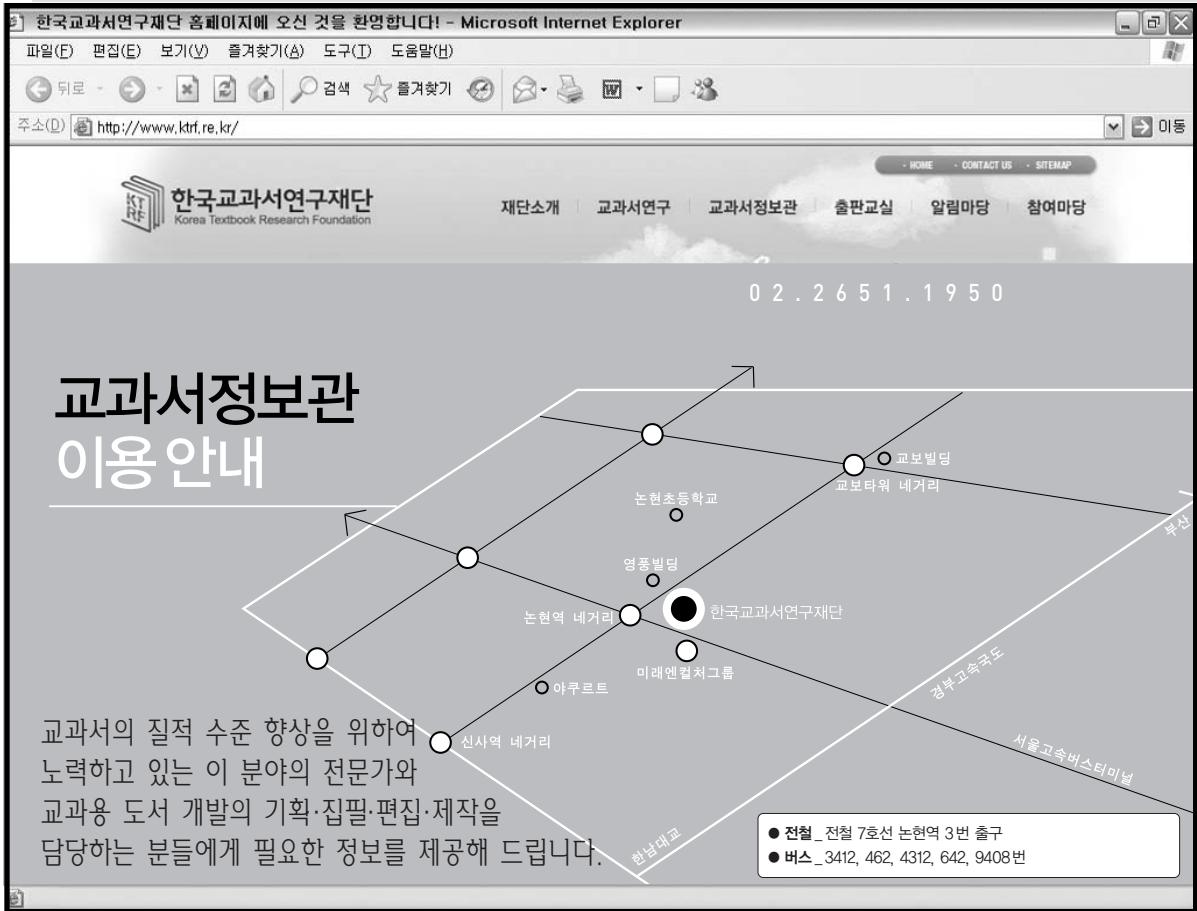 한국교과서연구재단 홈페이지에 오신 것을 환영합니다! - Microsoft Internet Explorer
파일(F) 편집(E) 보기(V) 즐겨찾기(A) 도구(T) 도움말(H)
뒤로 검색 즐겨찾기
주소(D) http://www.ktrf.re.kr/ 이동
· HOME · CONTACT US · SITEMAP
KT RF 한국교과서연구재단
Korea Textbook Research Foundation
재단소개 교과서연구 교과서정보관 출판교실 알림마당 참여마당
02.2651.1950
교과서정보관
이용 안내
교보빌딩
교보타워 네거리
논현초등학교
부산
영풍빌딩
논현역 네거리
한국교과서연구재단
미래엔컬처그룹
야쿠르트
경부고속국도
신사역 네거리
서울고속버스터미널
한남대교
교과서의 질적 수준 향상을 위하여
노력하고 있는 이 분야의 전문가와
교과용 도서 개발의 기획·집필·편집·제작을
담당하는 분들에게 필요한 정보를 제공해 드립니다.
● 전철 _ 전철 7호선 논현역 3번 출구
● 버스 _ 3412, 462, 4312, 642, 9408번